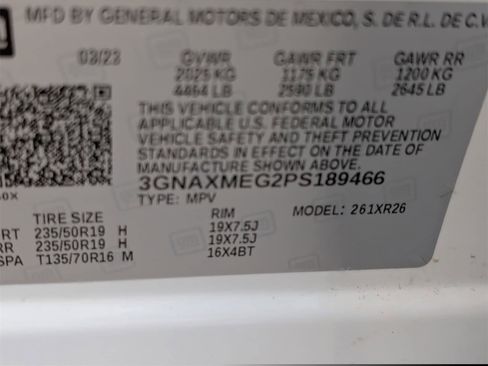 MFD BY GENERAL MOTORS DE MEXICO, S. DE R.L. DE C.V
03/23 GVWR GAWR FRT GAWR RR
2025 KG 1175 KG 1200 KG
4464 LB 2590 LB 2645 LB
THIS VEHICLE CONFORMS TO ALL
APPLICABLE U.S. FEDERAL MOTOR
VEHICLE SAFETY AND THEFT PREVENTION
STANDARDS IN EFFECT ON THE DATE OF
MANUFACTURE SHOWN ABOVE.
3GNAXMEG2PS189466
TYPE: MPV
TIRE SIZE RIM MODEL: 261XR26
RT 235/50R19 H 19X7.5J
RR 235/50R19 H 19X7.5J
SPA T135/70R16 M 16X4BT